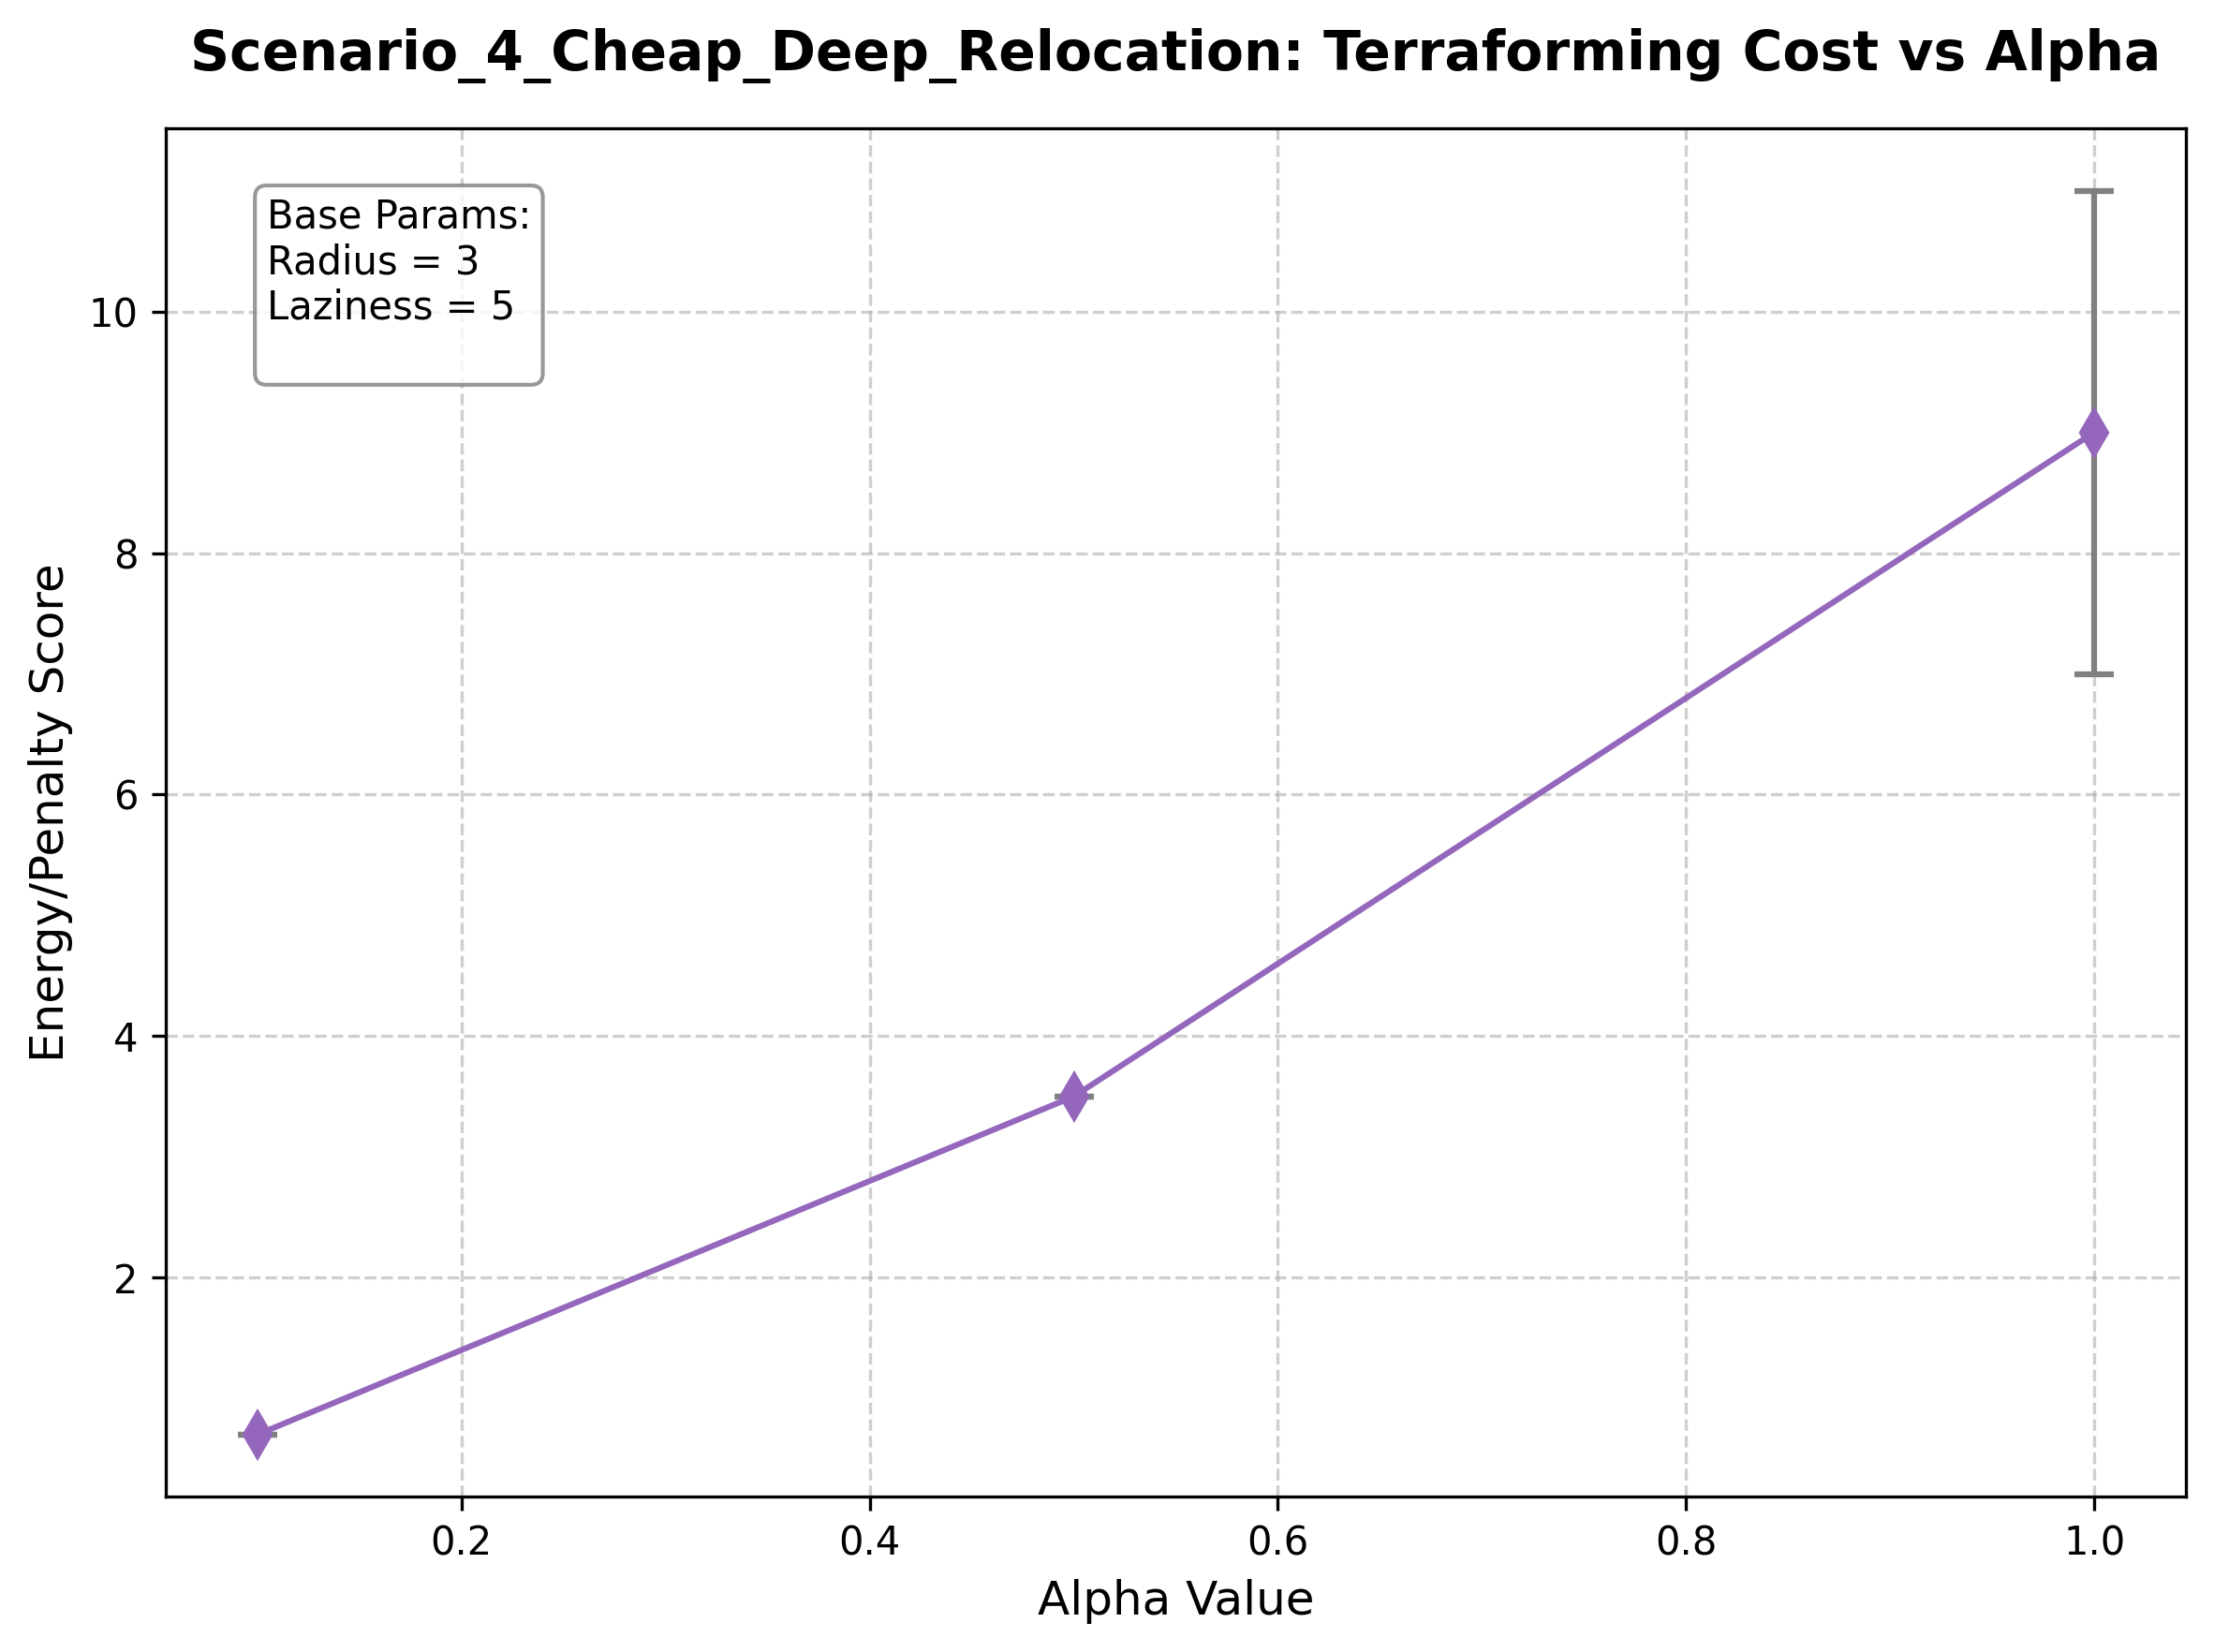 Scenario_4_Cheap_Deep_Relocation: Terraforming Cost vs Alpha
Base Params:
Radius = 3
Laziness = 5
Energy/Penalty Score
10
8
6
4
2
0.2
0.4
0.6
0.8
1.0
Alpha Value